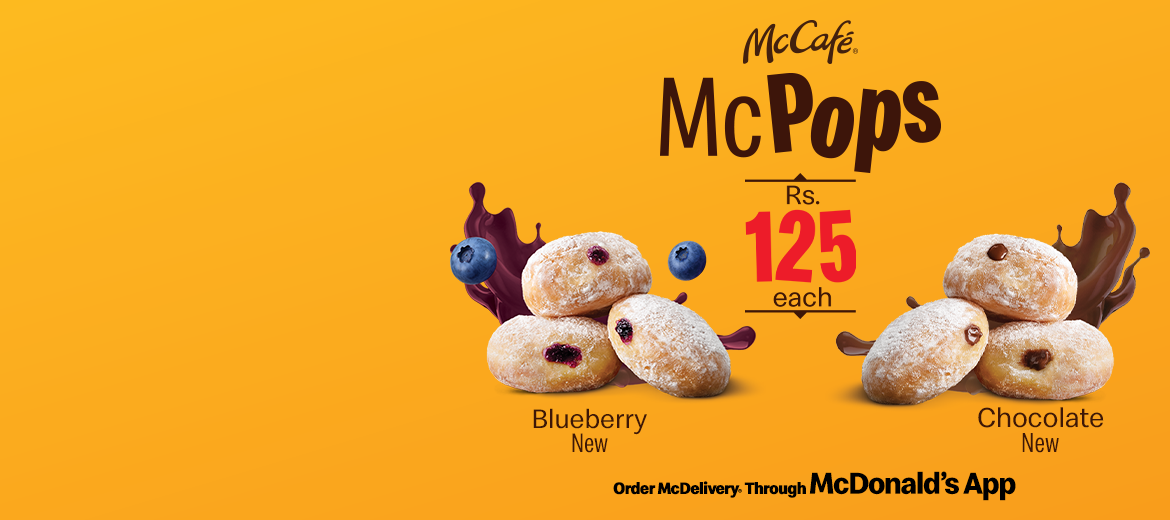 McCafé®
McPops
Rs.
125
each
Blueberry
New
Chocolate
New
Order McDelivery® Through McDonald's App